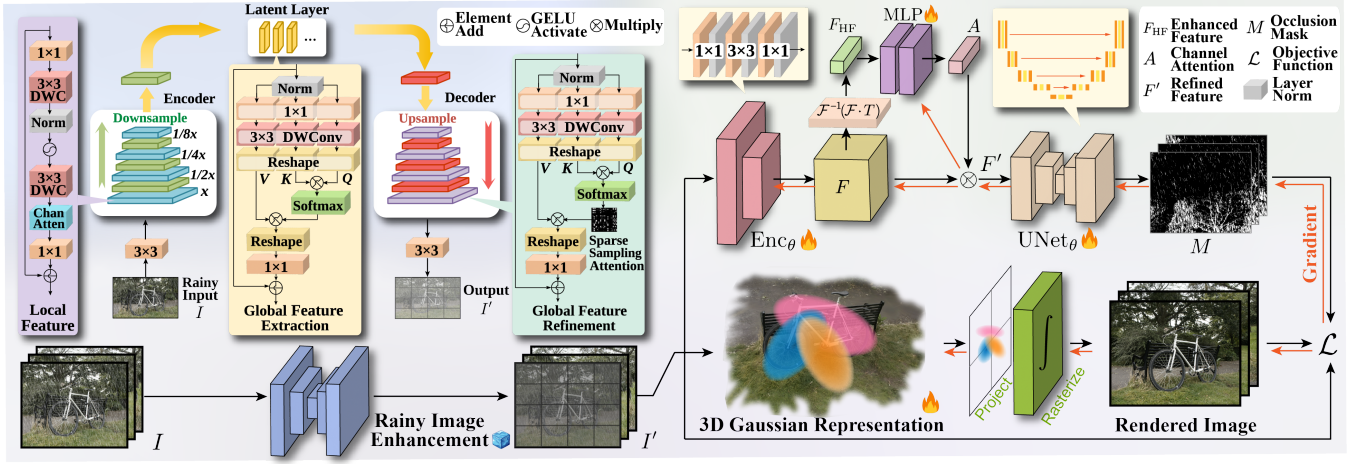 1×1
3×3
DWC
Norm
3×3
DWC
Chan
Atten
1×1
Local
Feature
Encoder
Downsample
1/8x
1/4x
1/2x
x
3×3
Rainy
Input
I
Latent Layer
...
Norm
1×1
3×3 DWConv
Reshape
V K Q
Softmax
Reshape
1×1
Global Feature
Extraction
Decoder
Upsample
3×3
Output
I′
Element
Add
GELU
Activate
Multiply
Norm
1×1
3×3 DWConv
Reshape
V K Q
Softmax
Sparse
Sampling
Attention
Reshape
1×1
Global Feature
Refinement
I
Rainy Image
Enhancement
I′
1×1 3×3 1×1
F_HF
MLP
A
ℱ⁻¹(ℱ·T)
F
F′
Enc_θ
UNet_θ
M
F_HF Enhanced
Feature
A Channel
Attention
F′ Refined
Feature
M Occlusion
Mask
ℒ Objective
Function
Layer
Norm
Gradient
ℒ
3D Gaussian Representation
Project
Rasterize
∫
Rendered Image